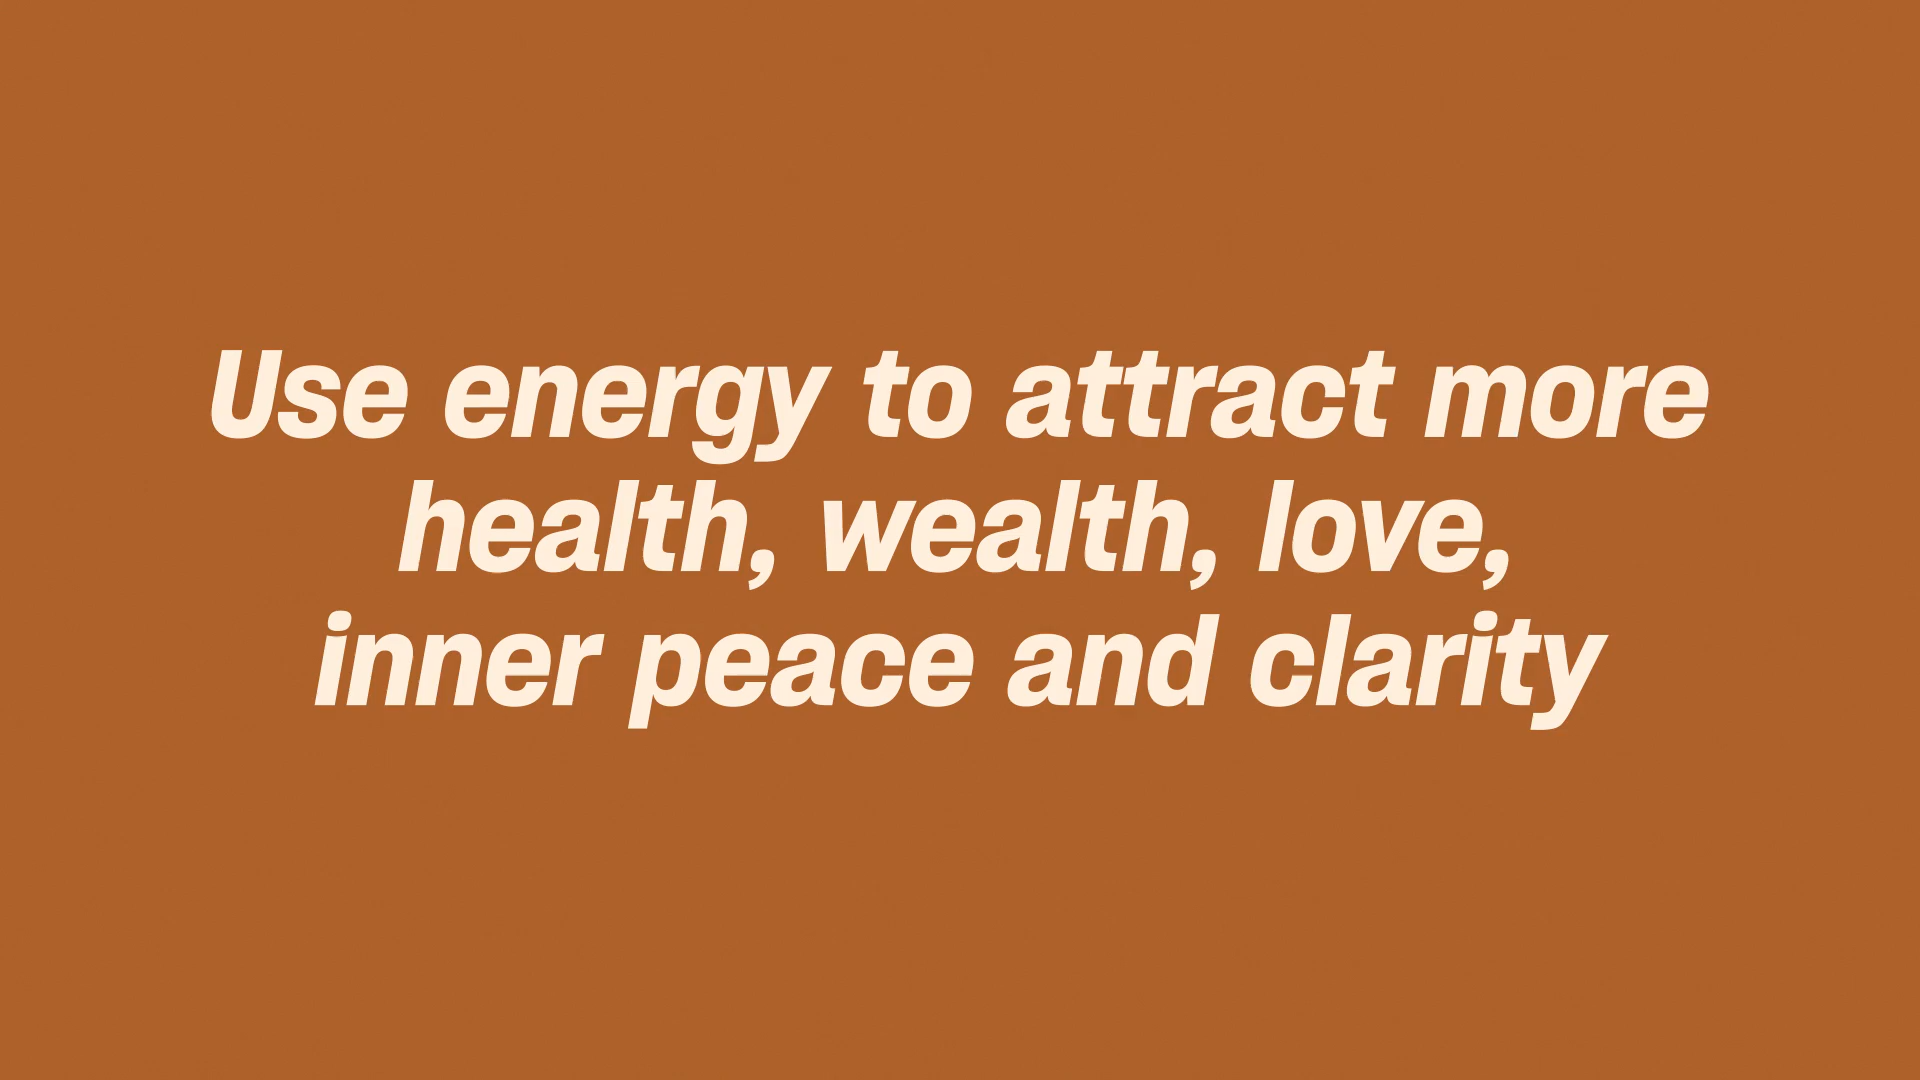 Use energy to attract more
health, wealth, love,
inner peace and clarity